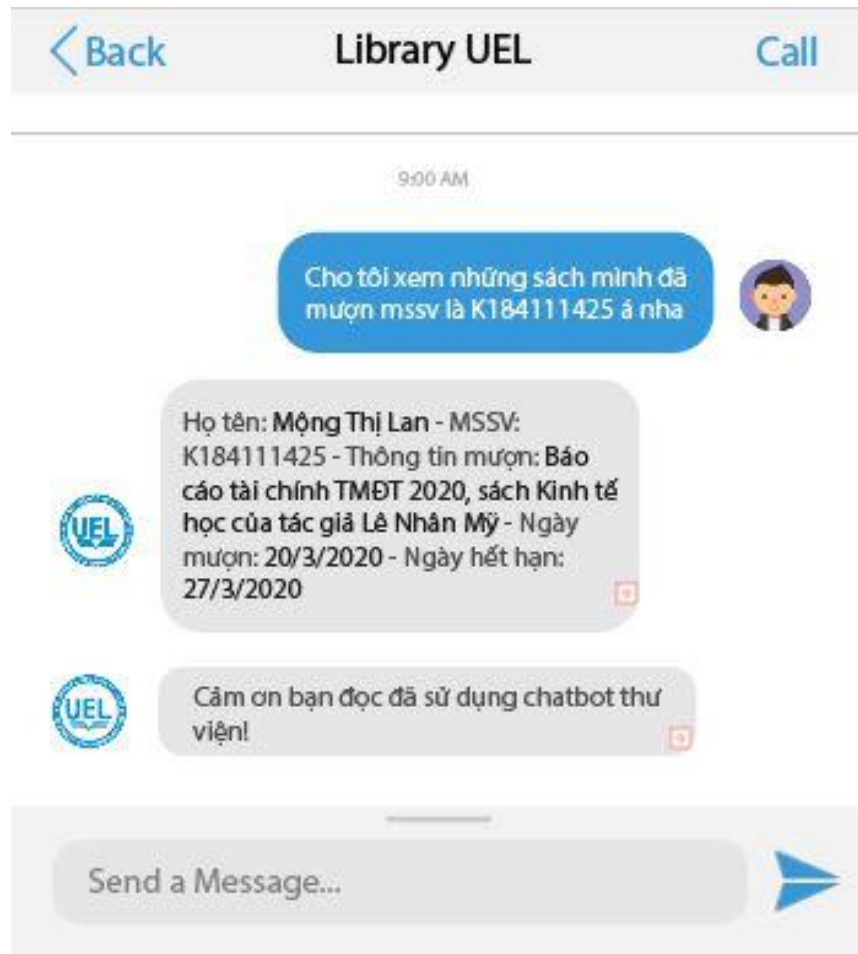 Back Library UEL Call
9:00 AM
Cho tôi xem những sách mình đã
mượn mssv là K184111425 á nha
Họ tên: Mộng Thị Lan - MSSV:
K184111425 - Thông tin mượn: Báo
cáo tài chính TMĐT 2020, sách Kinh tế
học của tác giả Lê Nhân Mỹ - Ngày
mượn: 20/3/2020 - Ngày hết hạn:
27/3/2020
UEL
Cảm ơn bạn đọc đã sử dụng chatbot thư
viện!
UEL
Send a Message...